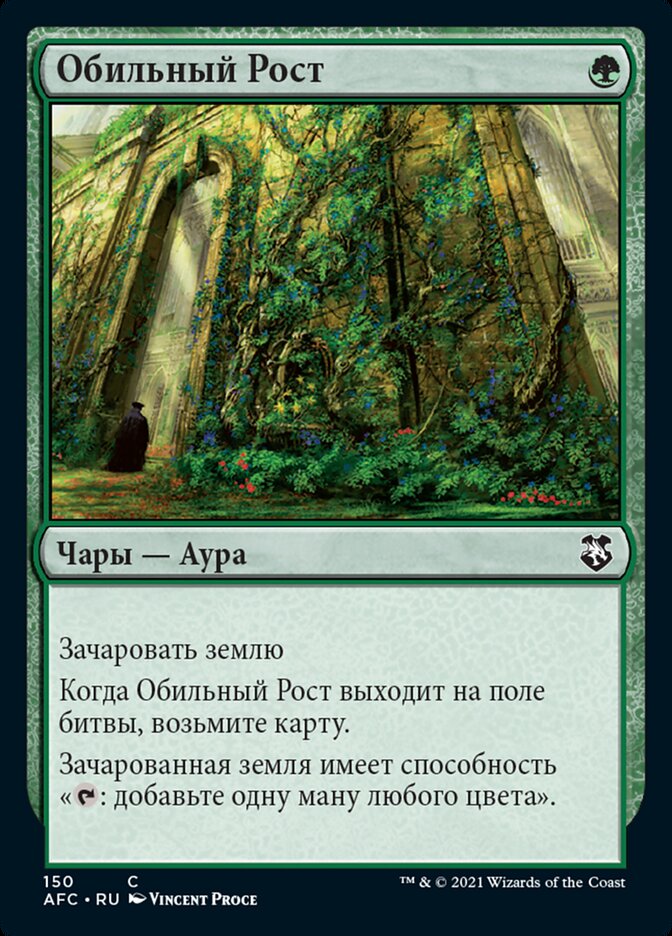 Обильный Рост
Чары — Аура
Зачаровать землю
Когда Обильный Рост выходит на поле
битвы, возьмите карту.
Зачарованная земля имеет способность
« : добавьте одну ману любого цвета».
150 C
AFC • RU Vincent Proce
™ & © 2021 Wizards of the Coast